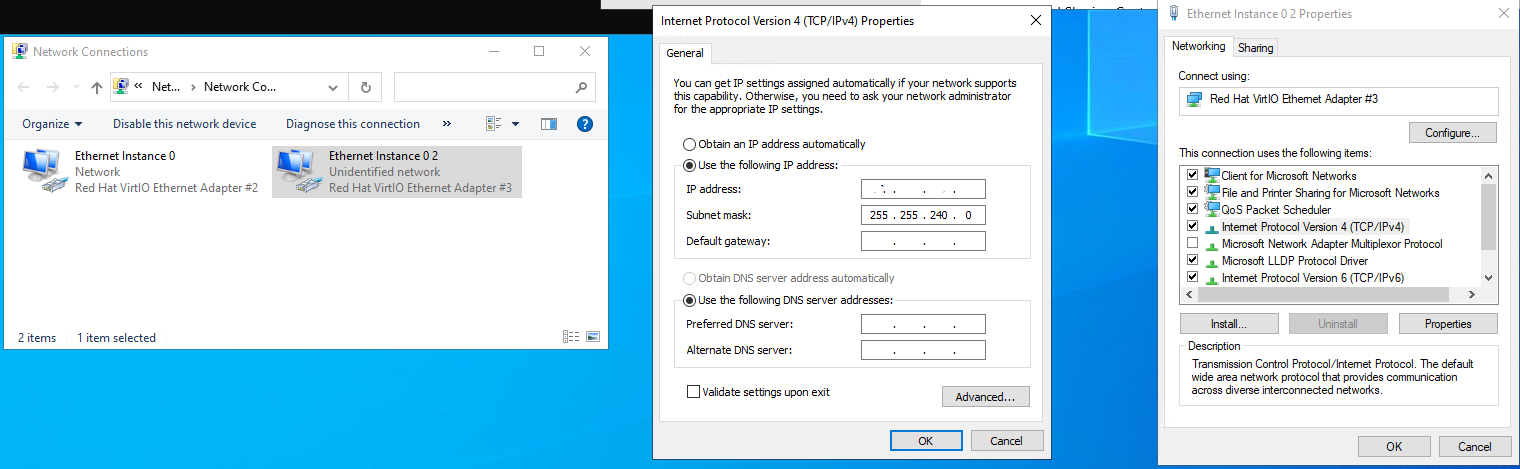 Network Connections
« Net... > Network Co...
Organize Disable this network device Diagnose this connection »
Ethernet Instance 0
Network
Red Hat VirtIO Ethernet Adapter #2
Ethernet Instance 0 2
Unidentified network
Red Hat VirtIO Ethernet Adapter #3
2 items 1 item selected
Internet Protocol Version 4 (TCP/IPv4) Properties
General
You can get IP settings assigned automatically if your network supports
this capability. Otherwise, you need to ask your network administrator
for the appropriate IP settings.
Obtain an IP address automatically
Use the following IP address:
IP address:
Subnet mask: 255 . 255 . 240 . 0
Default gateway: . . .
Obtain DNS server address automatically
Use the following DNS server addresses:
Preferred DNS server: . . .
Alternate DNS server: . . .
Validate settings upon exit
Advanced...
OK Cancel
Ethernet Instance 0 2 Properties
Networking Sharing
Connect using:
Red Hat VirtIO Ethernet Adapter #3
Configure...
This connection uses the following items:
Client for Microsoft Networks
File and Printer Sharing for Microsoft Networks
QoS Packet Scheduler
Internet Protocol Version 4 (TCP/IPv4)
Microsoft Network Adapter Multiplexor Protocol
Microsoft LLDP Protocol Driver
Internet Protocol Version 6 (TCP/IPv6)
Install... Uninstall Properties
Description
Transmission Control Protocol/Internet Protocol. The default
wide area network protocol that provides communication
across diverse interconnected networks.
OK Cancel